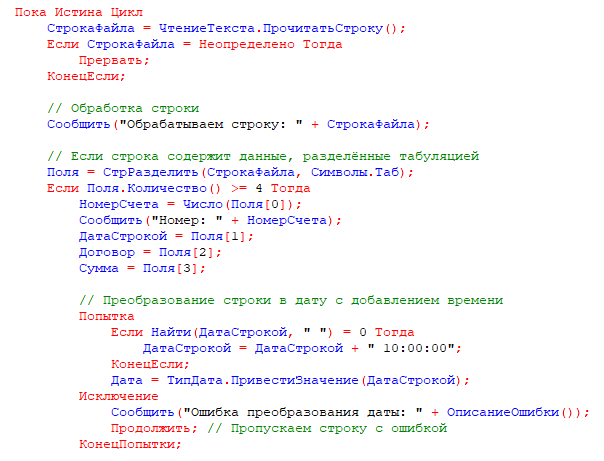 Пока Истина Цикл
СтрокаФайла = ЧтениеТекста.ПрочитатьСтроку();
Если СтрокаФайла = Неопределено Тогда
Прервать;
КонецЕсли;
// Обработка строки
Сообщить("Обрабатываем строку: " + СтрокаФайла);
// Если строка содержит данные, разделённые табуляцией
Поля = СтрРазделить(СтрокаФайла, Символы.Таб);
Если Поля.Количество() >= 4 Тогда
НомерСчета = Число(Поля[0]);
Сообщить("Номер: " + НомерСчета);
ДатаСтрокой = Поля[1];
Договор = Поля[2];
Сумма = Поля[3];
// Преобразование строки в дату с добавлением времени
Попытка
Если Найти(ДатаСтрокой, " ") = 0 Тогда
ДатаСтрокой = ДатаСтрокой + " 10:00:00";
КонецЕсли;
Дата = ТипДата.ПривестиЗначение(ДатаСтрокой);
Исключение
Сообщить("Ошибка преобразования даты: " + ОписаниеОшибки());
Продолжить; // Пропускаем строку с ошибкой
КонецПопытки;